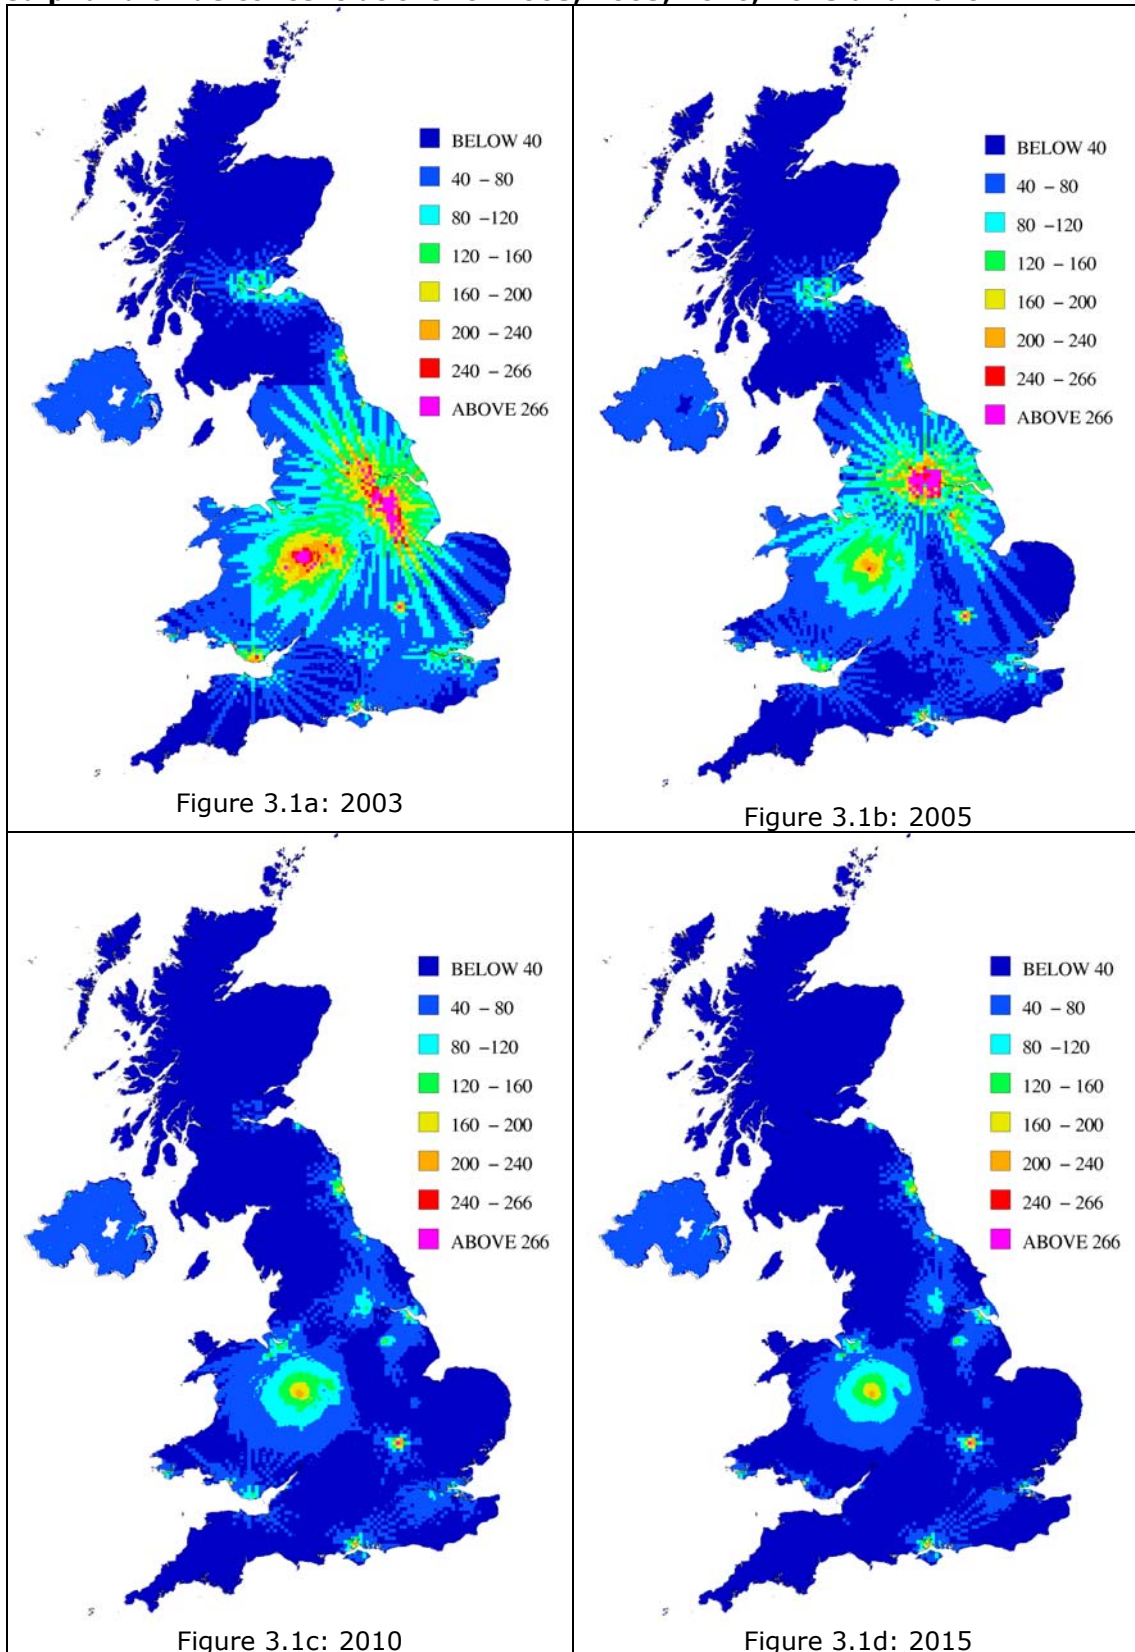 BELOW 40
40 – 80
80 –120
120 – 160
160 – 200
200 – 240
240 – 266
ABOVE 266
Figure 3.1a: 2003
BELOW 40
40 – 80
80 –120
120 – 160
160 – 200
200 – 240
240 – 266
ABOVE 266
Figure 3.1b: 2005
BELOW 40
40 – 80
80 –120
120 – 160
160 – 200
200 – 240
240 – 266
ABOVE 266
Figure 3.1c: 2010
BELOW 40
40 – 80
80 –120
120 – 160
160 – 200
200 – 240
240 – 266
ABOVE 266
Figure 3.1d: 2015